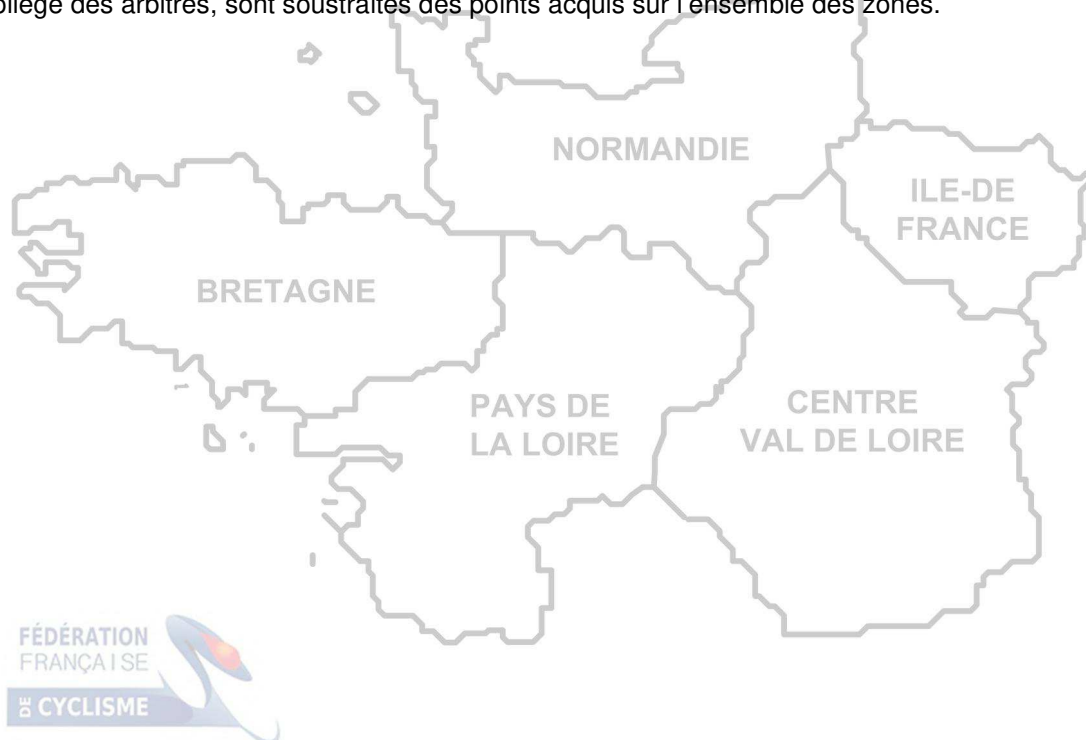 collège des arbitres, sont soustraites des points acquis sur l'ensemble des zones.
NORMANDIE
ILE-DE
FRANCE
BRETAGNE
PAYS DE
LA LOIRE
CENTRE
VAL DE LOIRE
FÉDÉRATION
FRANÇAISE
DE CYCLISME